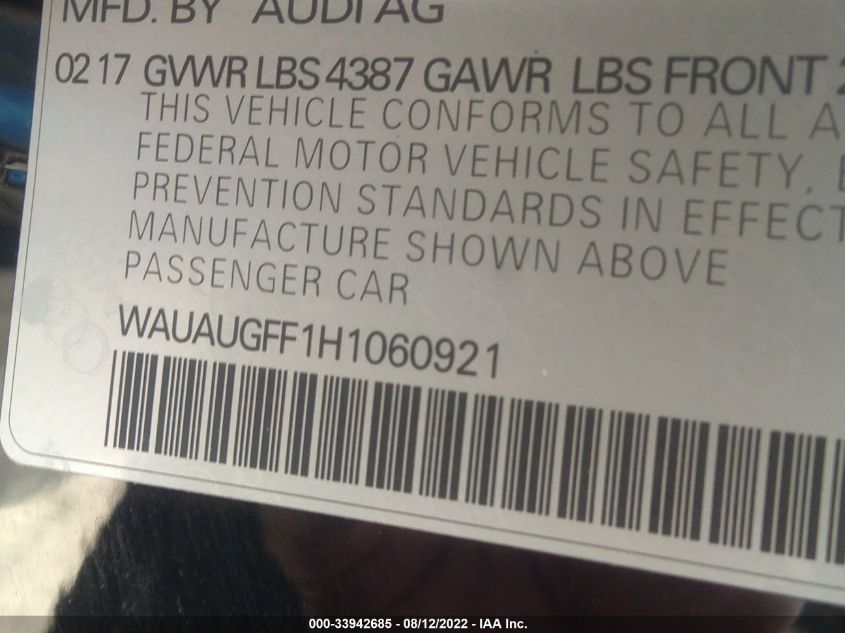 MFD. BY AUDI AG
02 17 GVWR LBS 4387 GAWR LBS FRONT 2
THIS VEHICLE CONFORMS TO ALL A
FEDERAL MOTOR VEHICLE SAFETY,
PREVENTION STANDARDS IN EFFECT
MANUFACTURE SHOWN ABOVE
PASSENGER CAR
WAUAUGFF1H1060921
000-33942685 - 08/12/2022 - IAA Inc.